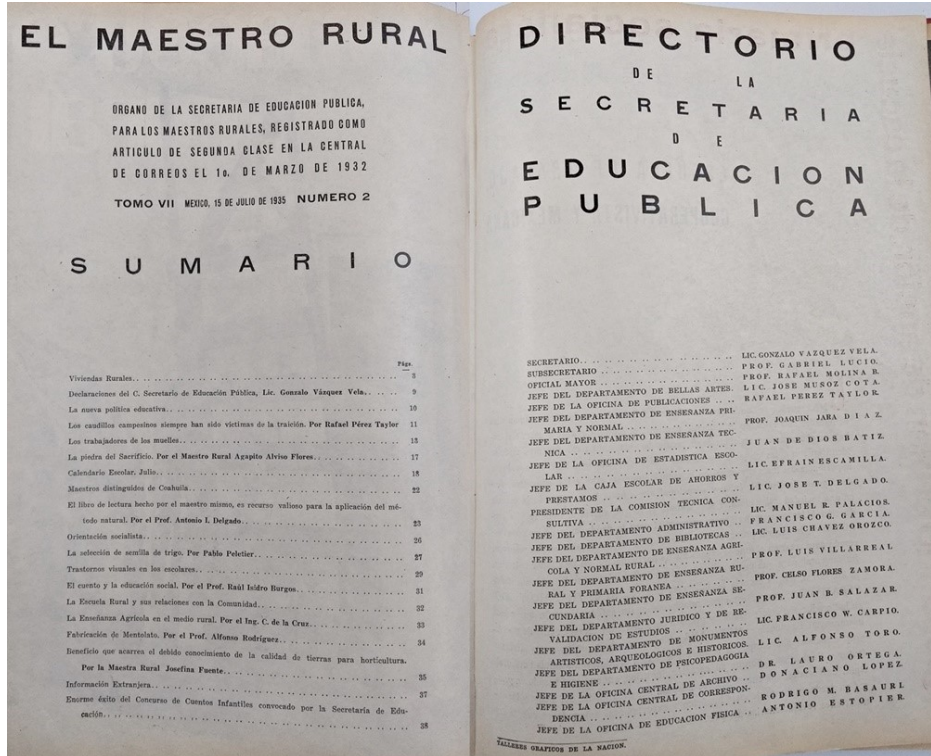 EL MAESTRO RURAL
ORGANO DE LA SECRETARIA DE EDUCACION PUBLICA,
PARA LOS MAESTROS RURALES, REGISTRADO COMO
ARTICULO DE SEGUNDA CLASE EN LA CENTRAL
DE CORREOS EL 1o. DE MARZO DE 1932
TOMO VII MEXICO, 15 DE JULIO DE 1935 NUMERO 2
SUMARIO
Págs.
Viviendas Rurales. 8
Declaraciones del C. Secretario de Educación Pública, Lic. Gonzalo Vázquez Vela. 9
La nueva política educativa. 10
Los caudillos campesinos siempre han sido víctimas de la traición. Por Rafael Pérez Taylor 11
Los trabajadores de los muelles.
La piedra del Sacrificio. Por el Maestro Rural Agapito Alviso Flores. 17
Calendario Escolar, Julio. 18
Maestros distinguidos de Coahuila. 22
El libro de lectura hecho por el maestro mismo, es recurso valioso para la aplicación del mé-
todo natural. Por el Prof. Antonio I. Delgado. 23
Orientación socialista. 26
La selección de semilla de trigo. Por Pablo Peletier. 27
Trastornos visuales en los escolares. 29
El cuento y la educación social. Por el Prof. Raúl Isidro Burgos. 31
La Escuela Rural y sus relaciones con la Comunidad. 32
La Enseñanza Agrícola en el medio rural. Por el Ing. C. de la Cruz. 33
Fabricación de Mentolato. Por el Prof. Alfonso Rodríguez. 34
Beneficio que acarrea el debido conocimiento de la calidad de tierras para horticultura.
Por la Maestra Rural Josefina Fuente. 35
Información Extranjera. 37
Enorme éxito del Concurso de Cuentos Infantiles convocado por la Secretaría de Edu-
cación. 38
DIRECTORIO
DE LA
SECRETARIA
DE
EDUCACION
PUBLICA
SECRETARIO. LIC. GONZALO VAZQUEZ VELA.
SUBSECRETARIO PROF. GABRIEL LUCIO.
OFICIAL MAYOR PROF. RAFAEL MOLINA B.
JEFE DEL DEPARTAMENTO DE BELLAS ARTES. LIC. JOSE MUÑOZ COTA.
JEFE DE LA OFICINA DE PUBLICACIONES RAFAEL PEREZ TAYLOR.
JEFE DEL DEPARTAMENTO DE ENSEÑANZA PRI-
MARIA Y NORMAL PROF. JOAQUIN JARA DIAZ.
JEFE DEL DEPARTAMENTO DE ENSEÑANZA TEC-
NICA JUAN DE DIOS BATIZ.
JEFE DE LA OFICINA DE ESTADISTICA ESCO-
LAR LIC. EFRAIN ESCAMILLA.
JEFE DE LA CAJA ESCOLAR DE AHORROS Y
PRESTAMOS LIC. JOSE T. DELGADO.
PRESIDENTE DE LA COMISION TECNICA CON-
SULTIVA LIC. MANUEL R. PALACIOS.
JEFE DEL DEPARTAMENTO ADMINISTRATIVO FRANCISCO G. GARCIA.
JEFE DEL DEPARTAMENTO DE BIBLIOTECAS LIC. LUIS CHAVEZ OROZCO.
JEFE DEL DEPARTAMENTO DE ENSEÑANZA AGRI-
COLA Y NORMAL RURAL PROF. LUIS VILLARREAL
JEFE DEL DEPARTAMENTO DE ENSEÑANZA RU-
RAL Y PRIMARIA FORANEA PROF. CELSO FLORES ZAMORA.
JEFE DEL DEPARTAMENTO DE ENSEÑANZA SE-
CUNDARIA PROF. JUAN B. SALAZAR.
JEFE DEL DEPARTAMENTO JURIDICO Y DE RE-
VALIDACION DE ESTUDIOS LIC. FRANCISCO W. CARPIO.
JEFE DEL DEPARTAMENTO DE MONUMENTOS
ARTISTICOS, ARQUEOLOGICOS E HISTORICOS. LIC. ALFONSO TORO.
JEFE DEL DEPARTAMENTO DE PSICOPEDAGOGIA
E HIGIENE DR. LAURO ORTEGA.
JEFE DE LA OFICINA CENTRAL DE ARCHIVO DONACIANO LOPEZ.
JEFE DE LA OFICINA CENTRAL DE CORRESPON-
DENCIA RODRIGO M. BASAURI.
JEFE DE LA OFICINA DE EDUCACION FISICA ANTONIO ESTOPIER.
TALLERES GRAFICOS DE LA NACION.